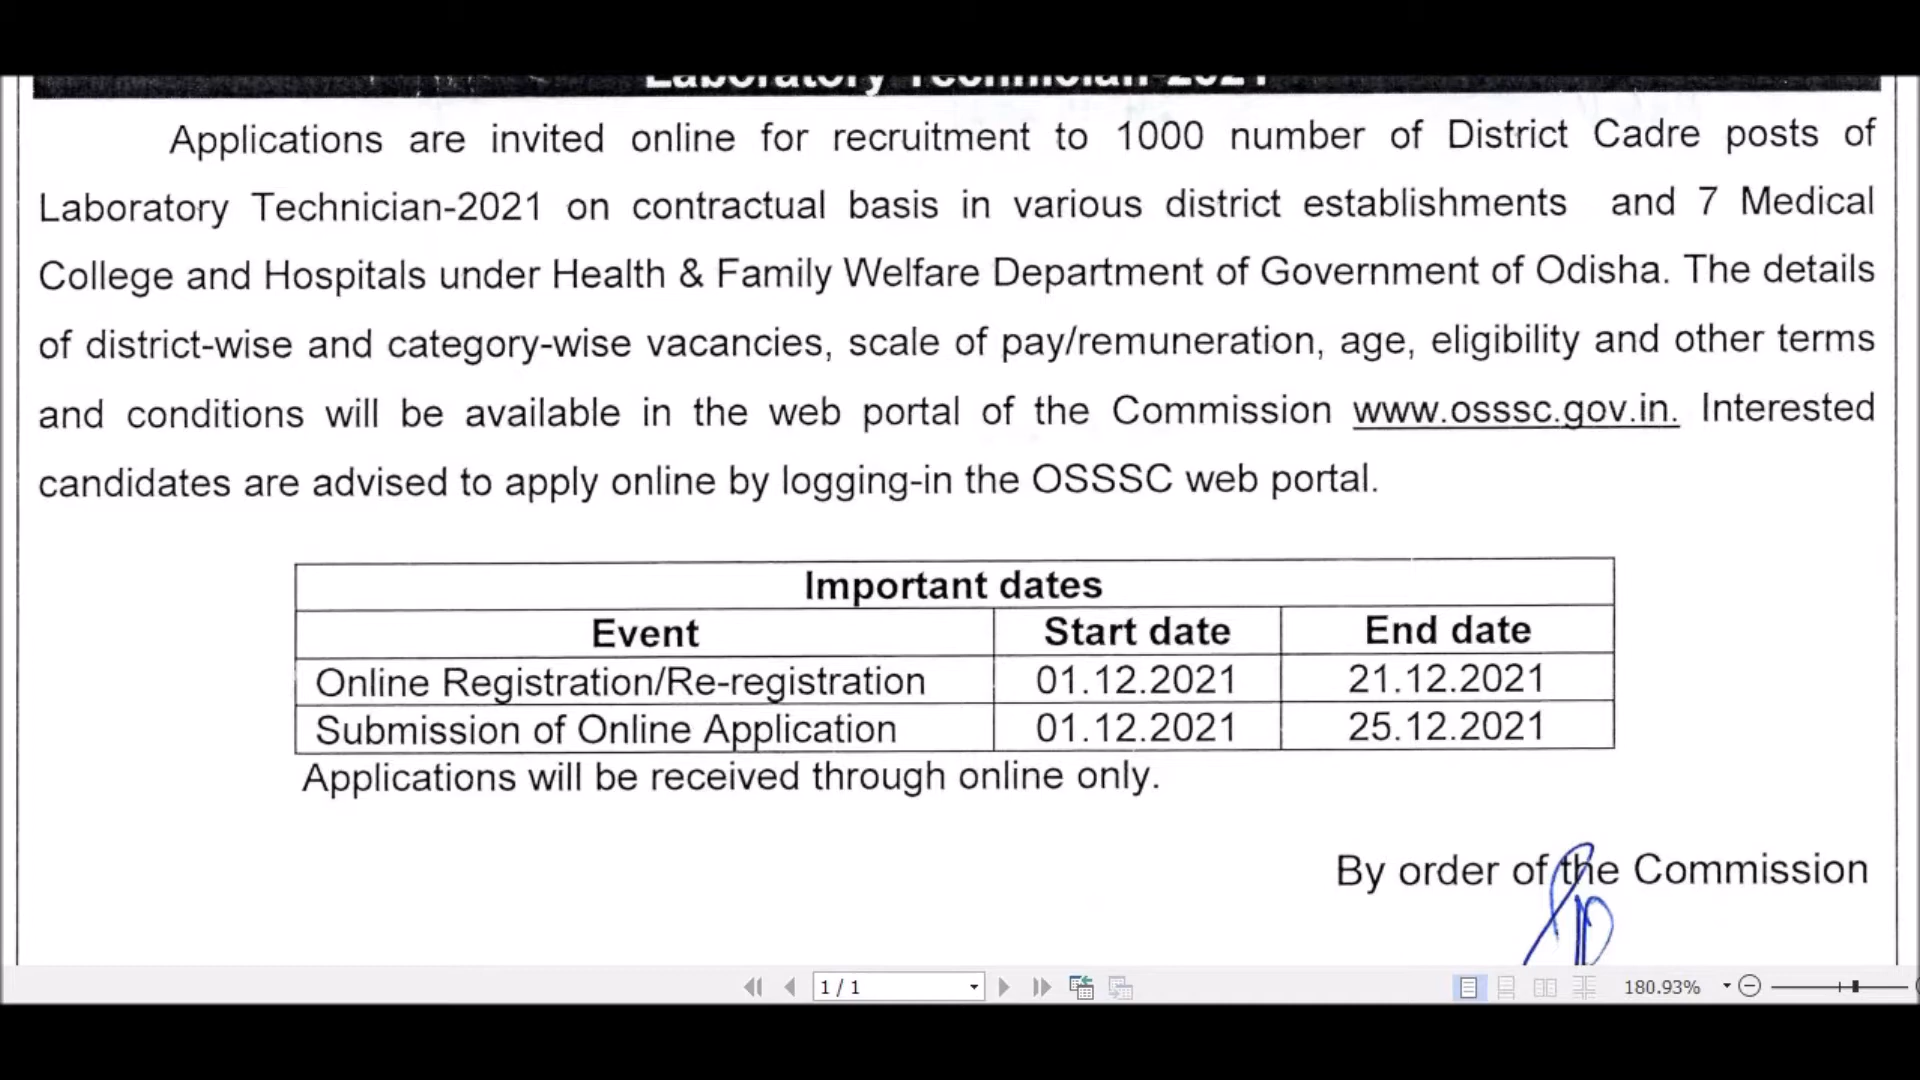 Laboratory Technician-2021
Applications are invited online for recruitment to 1000 number of District Cadre posts of
Laboratory Technician-2021 on contractual basis in various district establishments and 7 Medical
College and Hospitals under Health & Family Welfare Department of Government of Odisha. The details
of district-wise and category-wise vacancies, scale of pay/remuneration, age, eligibility and other terms
and conditions will be available in the web portal of the Commission www.osssc.gov.in. Interested
candidates are advised to apply online by logging-in the OSSSC web portal.
Important dates
Event Start date End date
Online Registration/Re-registration 01.12.2021 21.12.2021
Submission of Online Application 01.12.2021 25.12.2021
Applications will be received through online only.
By order of the Commission
1 / 1 180.93%